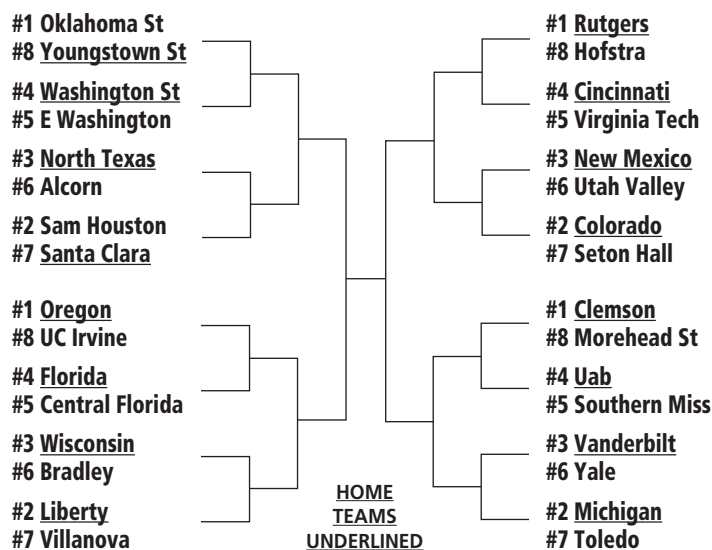 #1 Oklahoma St
#8 Youngstown St
#4 Washington St
#5 E Washington
#3 North Texas
#6 Alcorn
#2 Sam Houston
#7 Santa Clara
#1 Oregon
#8 UC Irvine
#4 Florida
#5 Central Florida
#3 Wisconsin
#6 Bradley
#2 Liberty
#7 Villanova
HOME
TEAMS
UNDERLINED
#1 Rutgers
#8 Hofstra
#4 Cincinnati
#5 Virginia Tech
#3 New Mexico
#6 Utah Valley
#2 Colorado
#7 Seton Hall
#1 Clemson
#8 Morehead St
#4 Uab
#5 Southern Miss
#3 Vanderbilt
#6 Yale
#2 Michigan
#7 Toledo